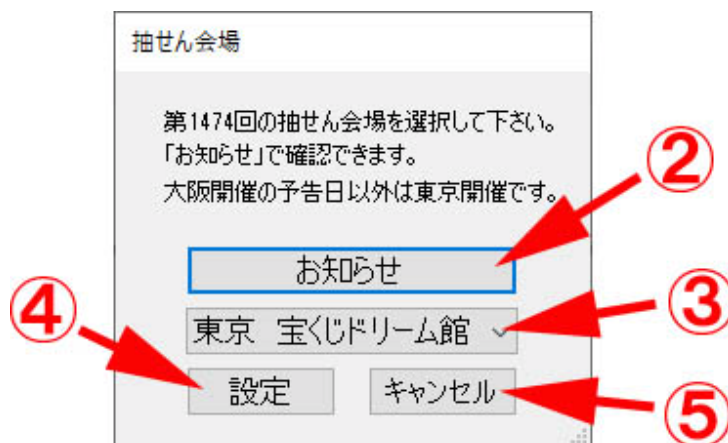 抽せん会場
第1474回の抽せん会場を選択して下さい。
「お知らせ」で確認できます。
大阪開催の予告日以外は東京開催です。
②
お知らせ
③
東京 宝くじドリーム館
④
設定
キャンセル
⑤